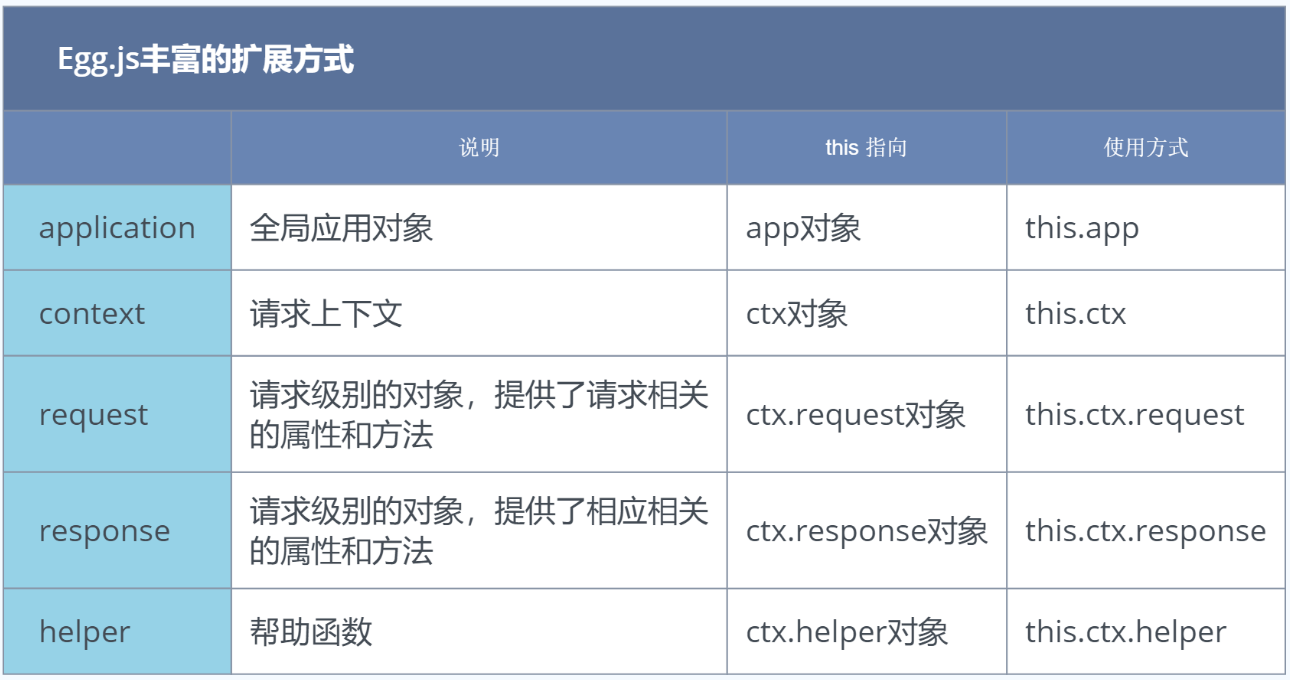 Egg.js丰富的扩展方式
说明 this 指向 使用方式
application 全局应用对象 app对象 this.app
context 请求上下文 ctx对象 this.ctx
request 请求级别的对象，提供了请求相关
的属性和方法 ctx.request对象 this.ctx.request
response 请求级别的对象，提供了相应相关
的属性和方法 ctx.response对象 this.ctx.response
helper 帮助函数 ctx.helper对象 this.ctx.helper